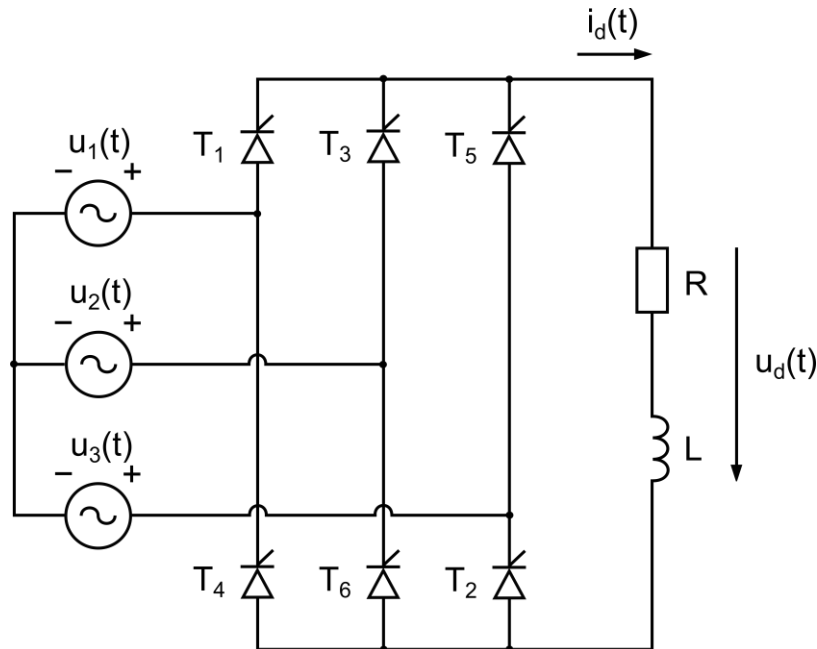 i_d(t)
u_1(t)
T_1
T_3
T_5
− +
u_2(t)
− +
R
u_d(t)
u_3(t)
− +
L
T_4
T_6
T_2